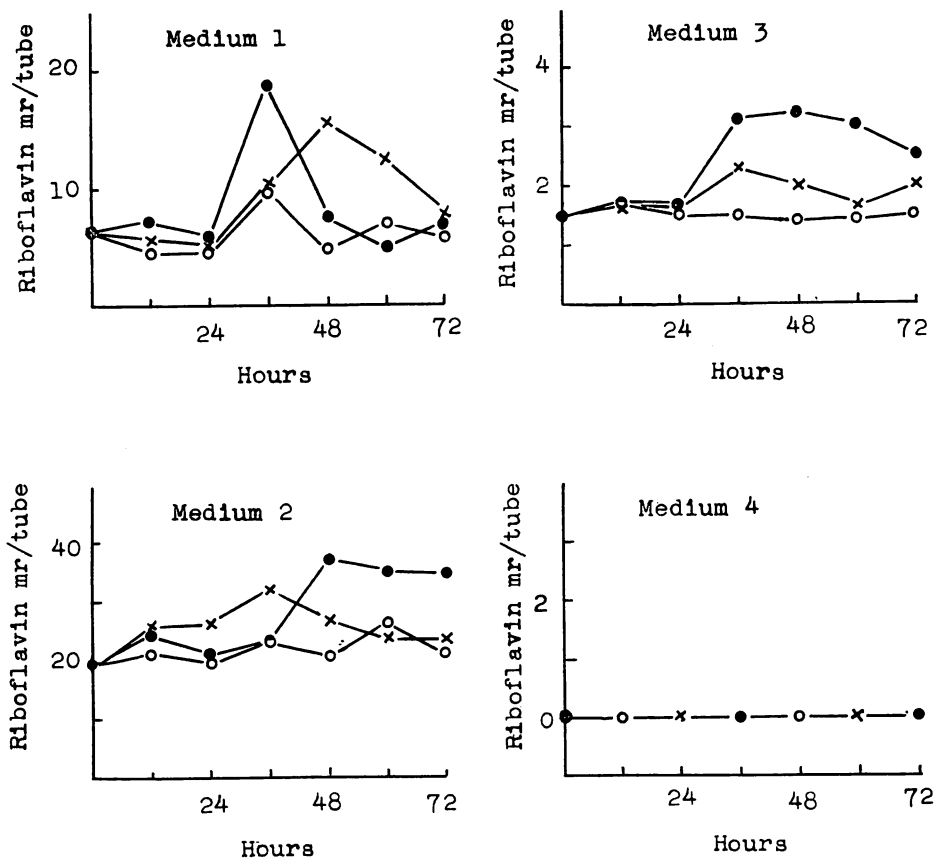 Medium 1
Riboflavin mr/tube
20
10
24 48 72
Hours
Medium 3
Riboflavin mr/tube
4
2
24 48 72
Hours
Medium 2
Riboflavin mr/tube
40
20
24 48 72
Hours
Medium 4
Riboflavin mr/tube
2
0
24 48 72
Hours